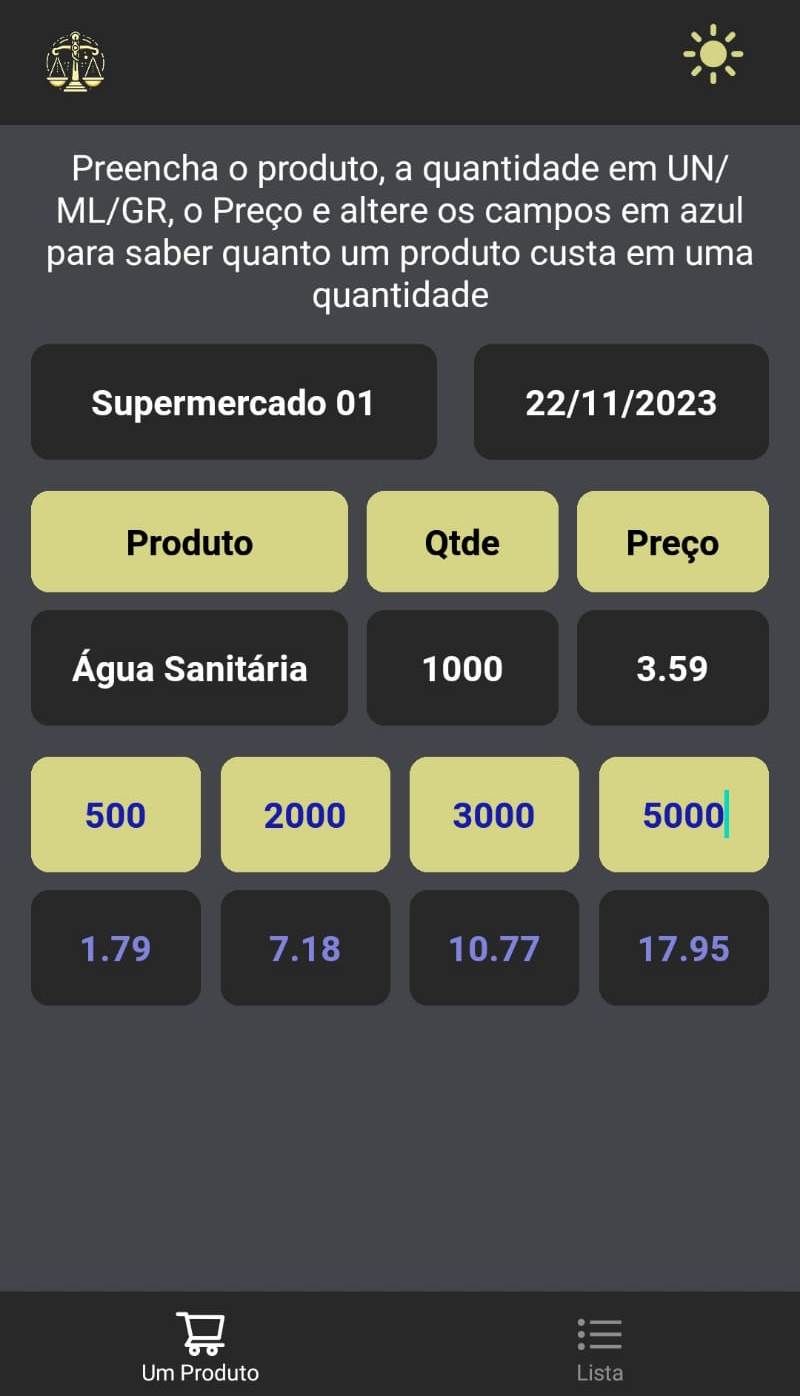 Preencha o produto, a quantidade em UN/
ML/GR, o Preço e altere os campos em azul
para saber quanto um produto custa em uma
quantidade
Supermercado 01 22/11/2023
Produto Qtde Preço
Água Sanitária 1000 3.59
500 2000 3000 5000
1.79 7.18 10.77 17.95
Um Produto Lista